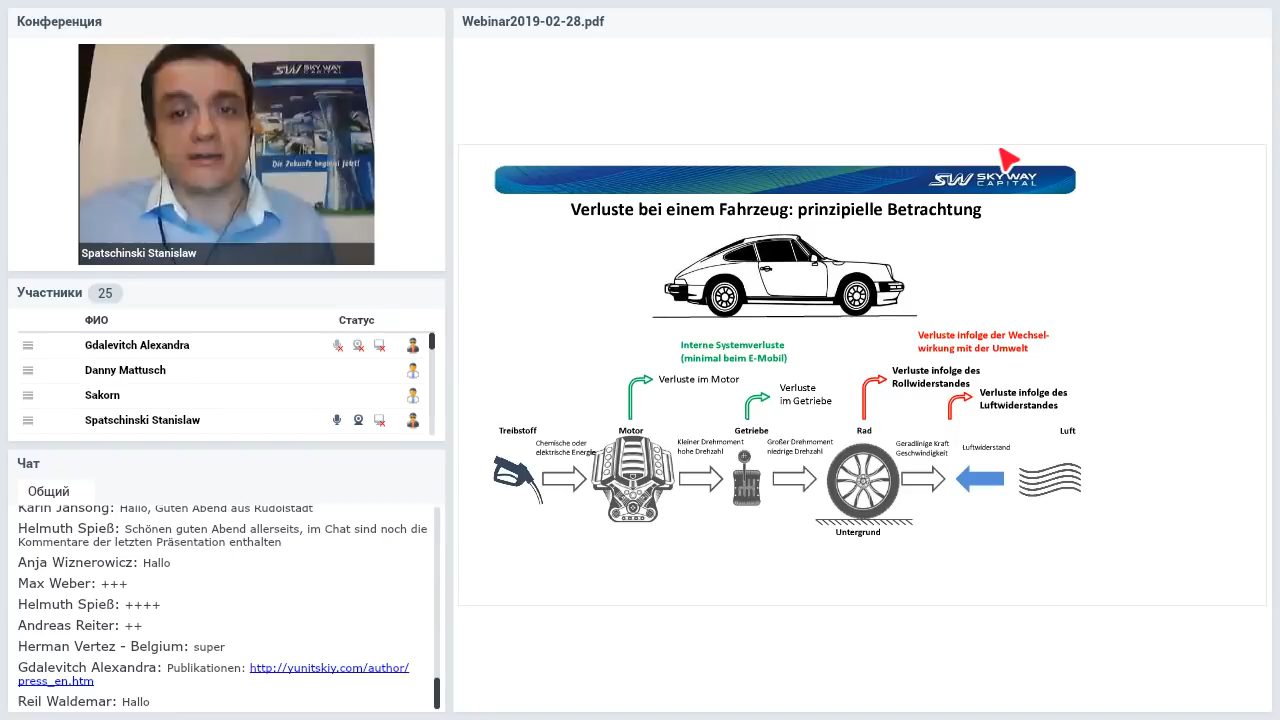 Конференция
SW SKY WAY CAPITAL
Die Zukunft beginnt jetzt!
Spatschinski Stanislaw
Участники 25
ФИО Статус
Gdalevitch Alexandra
Danny Mattusch
Sakorn
Spatschinski Stanislaw
Чат
Общий
Karin Jansong: Hallo, Guten Abend aus Rudolstadt
Helmuth Spieß: Schönen guten Abend allerseits, im Chat sind noch die
Kommentare der letzten Präsentation enthalten
Anja Wiznerowicz: Hallo
Max Weber: +++
Helmuth Spieß: ++++
Andreas Reiter: ++
Herman Vertez - Belgium: super
Gdalevitch Alexandra: Publikationen: http://yunitskiy.com/author/
press_en.htm
Reil Waldemar: Hallo
Webinar2019-02-28.pdf
SW SKY WAY
CAPITAL
Verluste bei einem Fahrzeug: prinzipielle Betrachtung
Interne Systemverluste
(minimal beim E-Mobil)
Verluste infolge der Wechsel-
wirkung mit der Umwelt
Verluste im Motor
Verluste
im Getriebe
Verluste infolge des
Rollwiderstandes
Verluste infolge des
Luftwiderstandes
Treibstoff
Motor
Getriebe
Rad
Luft
Chemische oder
elektrische Energie
Kleiner Drehmoment
hohe Drehzahl
Großer Drehmoment
niedrige Drehzahl
Geradlinige Kraft
Geschwindigkeit
Luftwiderstand
Untergrund